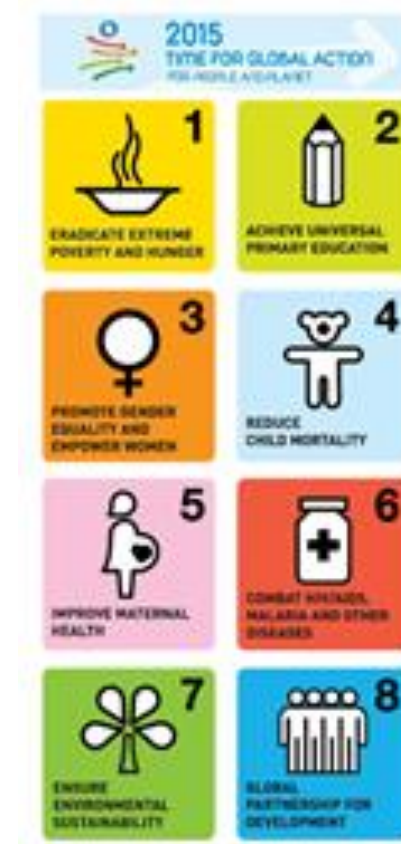 2015
TIME FOR GLOBAL ACTION
FOR PEOPLE AND PLANET
1
ERADICATE EXTREME
POVERTY AND HUNGER
2
ACHIEVE UNIVERSAL
PRIMARY EDUCATION
3
PROMOTE GENDER
EQUALITY AND
EMPOWER WOMEN
4
REDUCE
CHILD MORTALITY
5
IMPROVE MATERNAL
HEALTH
6
COMBAT HIV/AIDS,
MALARIA AND OTHER
DISEASES
7
ENSURE
ENVIRONMENTAL
SUSTAINABILITY
8
GLOBAL
PARTNERSHIP FOR
DEVELOPMENT